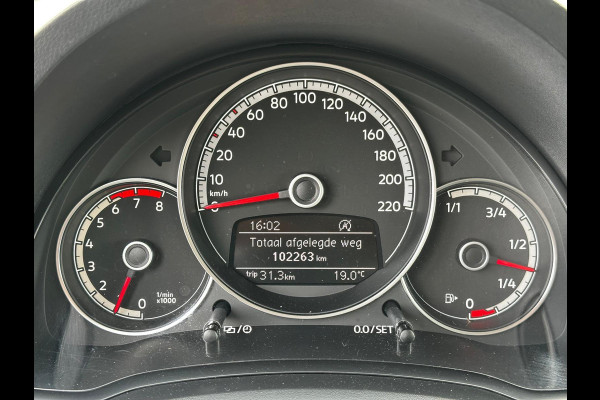 100
80 120
60 140
40 160
20 180
10 200
km/h
0 220
16:02
Totaal afgelegde weg
102263 km
trip 31.3 km 19.0°C
0.0/SET
6 7 8
5
4
3
2
1
0
1/min
x1000
1/1 3/4
1/2
1/4
0